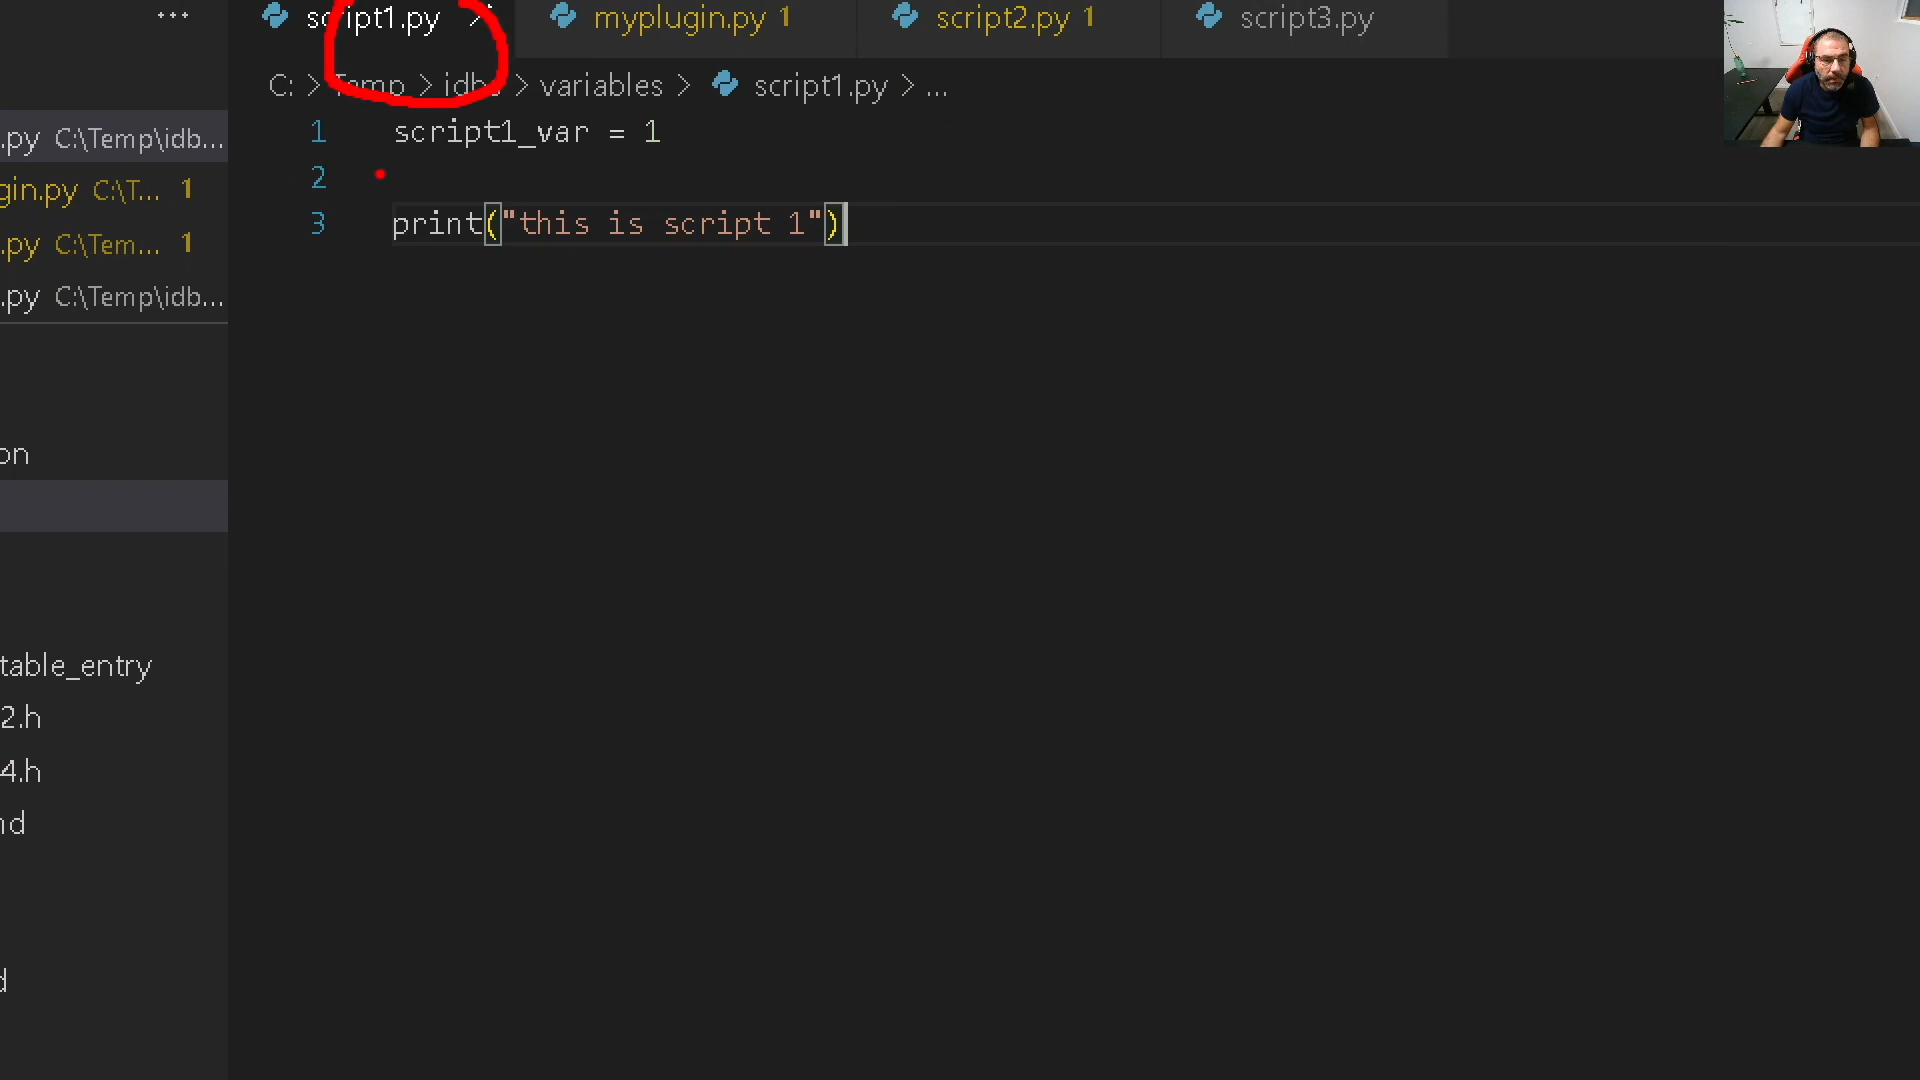 ...
script1.py
myplugin.py 1
script2.py 1
script3.py
C: > Temp > idbs > variables > script1.py > ...
.py C:\Temp\idb...
gin.py C:\T... 1
.py C:\Tem... 1
.py C:\Temp\idb...
on
table_entry
2.h
4.h
nd
d
1 script1_var = 1
2
3 print("this is script 1")